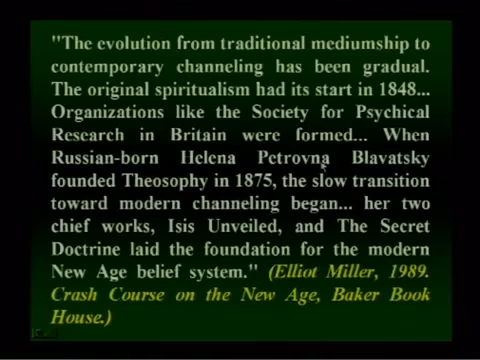 "The evolution from traditional mediumship to
contemporary channeling has been gradual.
The original spiritualism had its start in 1848...
Organizations like the Society for Psychical
Research in Britain were formed... When
Russian-born Helena Petrovna Blavatsky
founded Theosophy in 1875, the slow transition
toward modern channeling began... her two
chief works, Isis Unveiled, and The Secret
Doctrine laid the foundation for the modern
New Age belief system." (Elliot Miller, 1989.
Crash Course on the New Age, Baker Book
House.)